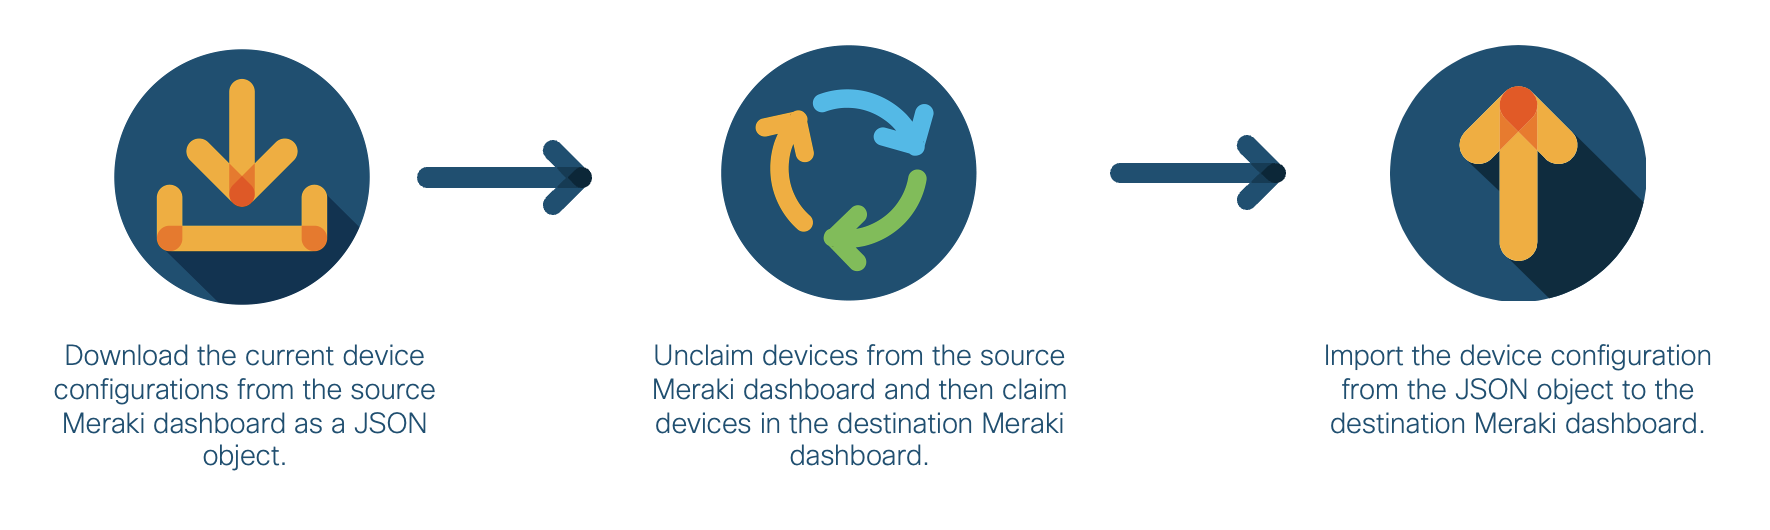 Download the current device
configurations from the source
Meraki dashboard as a JSON
object.
Unclaim devices from the source
Meraki dashboard and then claim
devices in the destination Meraki
dashboard.
Import the device configuration
from the JSON object to the
destination Meraki dashboard.